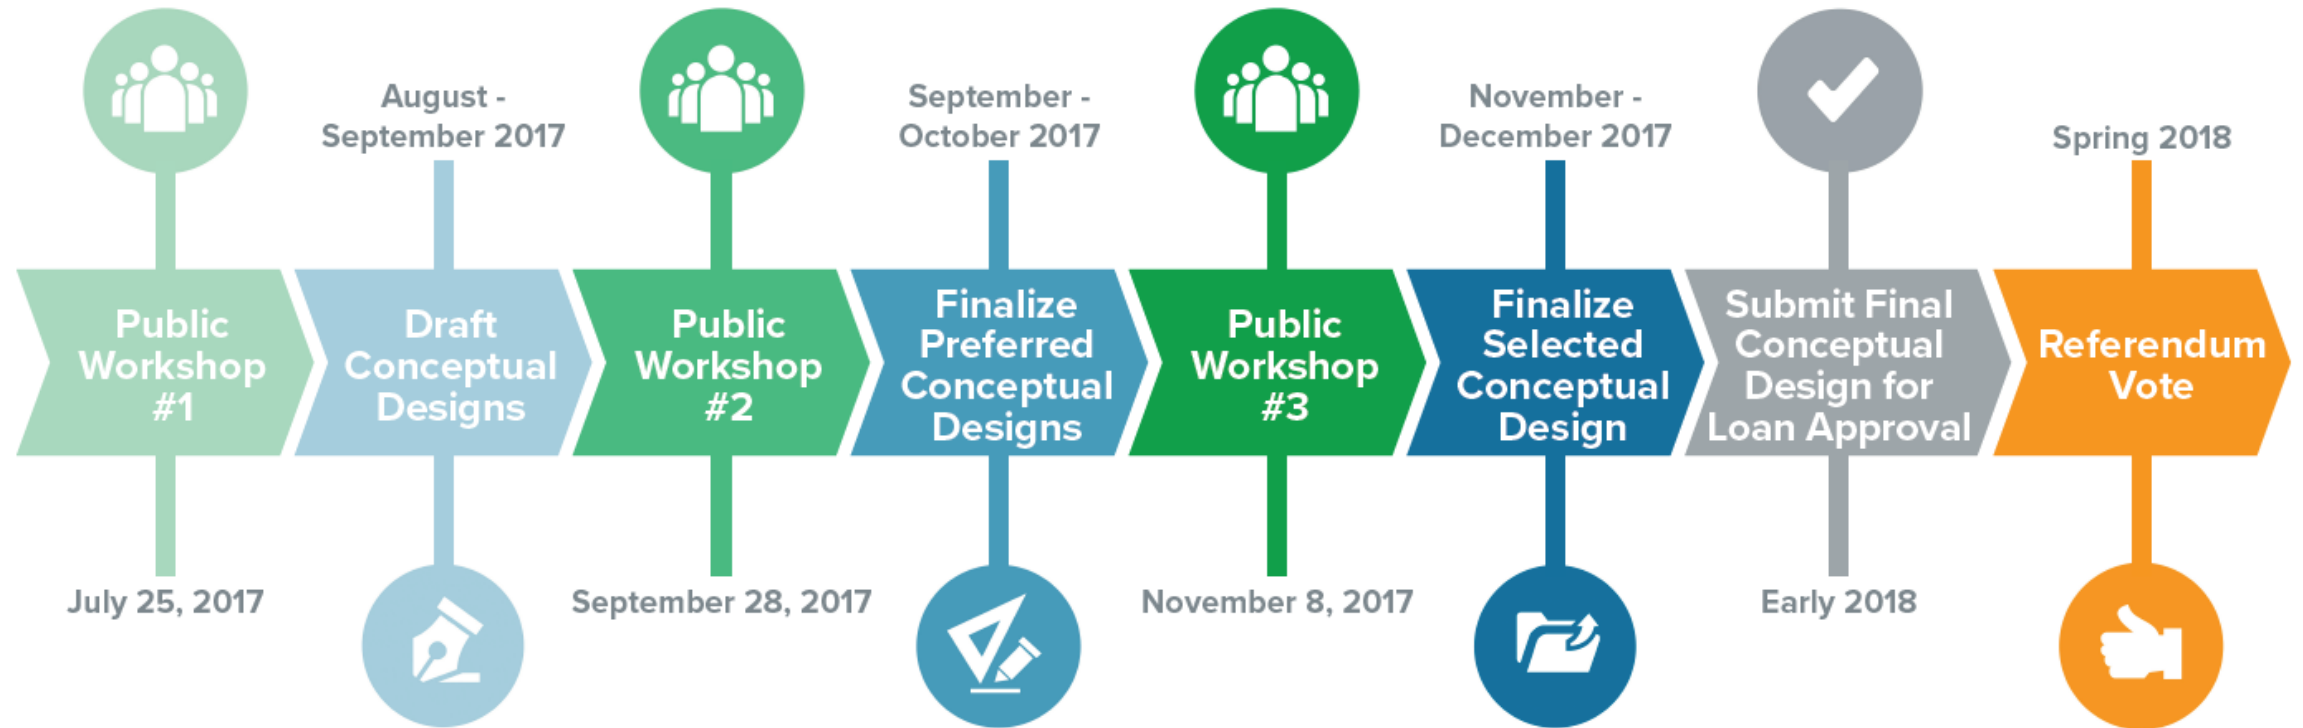 August -
September 2017
September -
October 2017
November -
December 2017
Spring 2018
Public
Workshop
#1
Draft
Conceptual
Designs
Public
Workshop
#2
Finalize
Preferred
Conceptual
Designs
Public
Workshop
#3
Finalize
Selected
Conceptual
Design
Submit Final
Conceptual
Design for
Loan Approval
Referendum
Vote
July 25, 2017
September 28, 2017
November 8, 2017
Early 2018